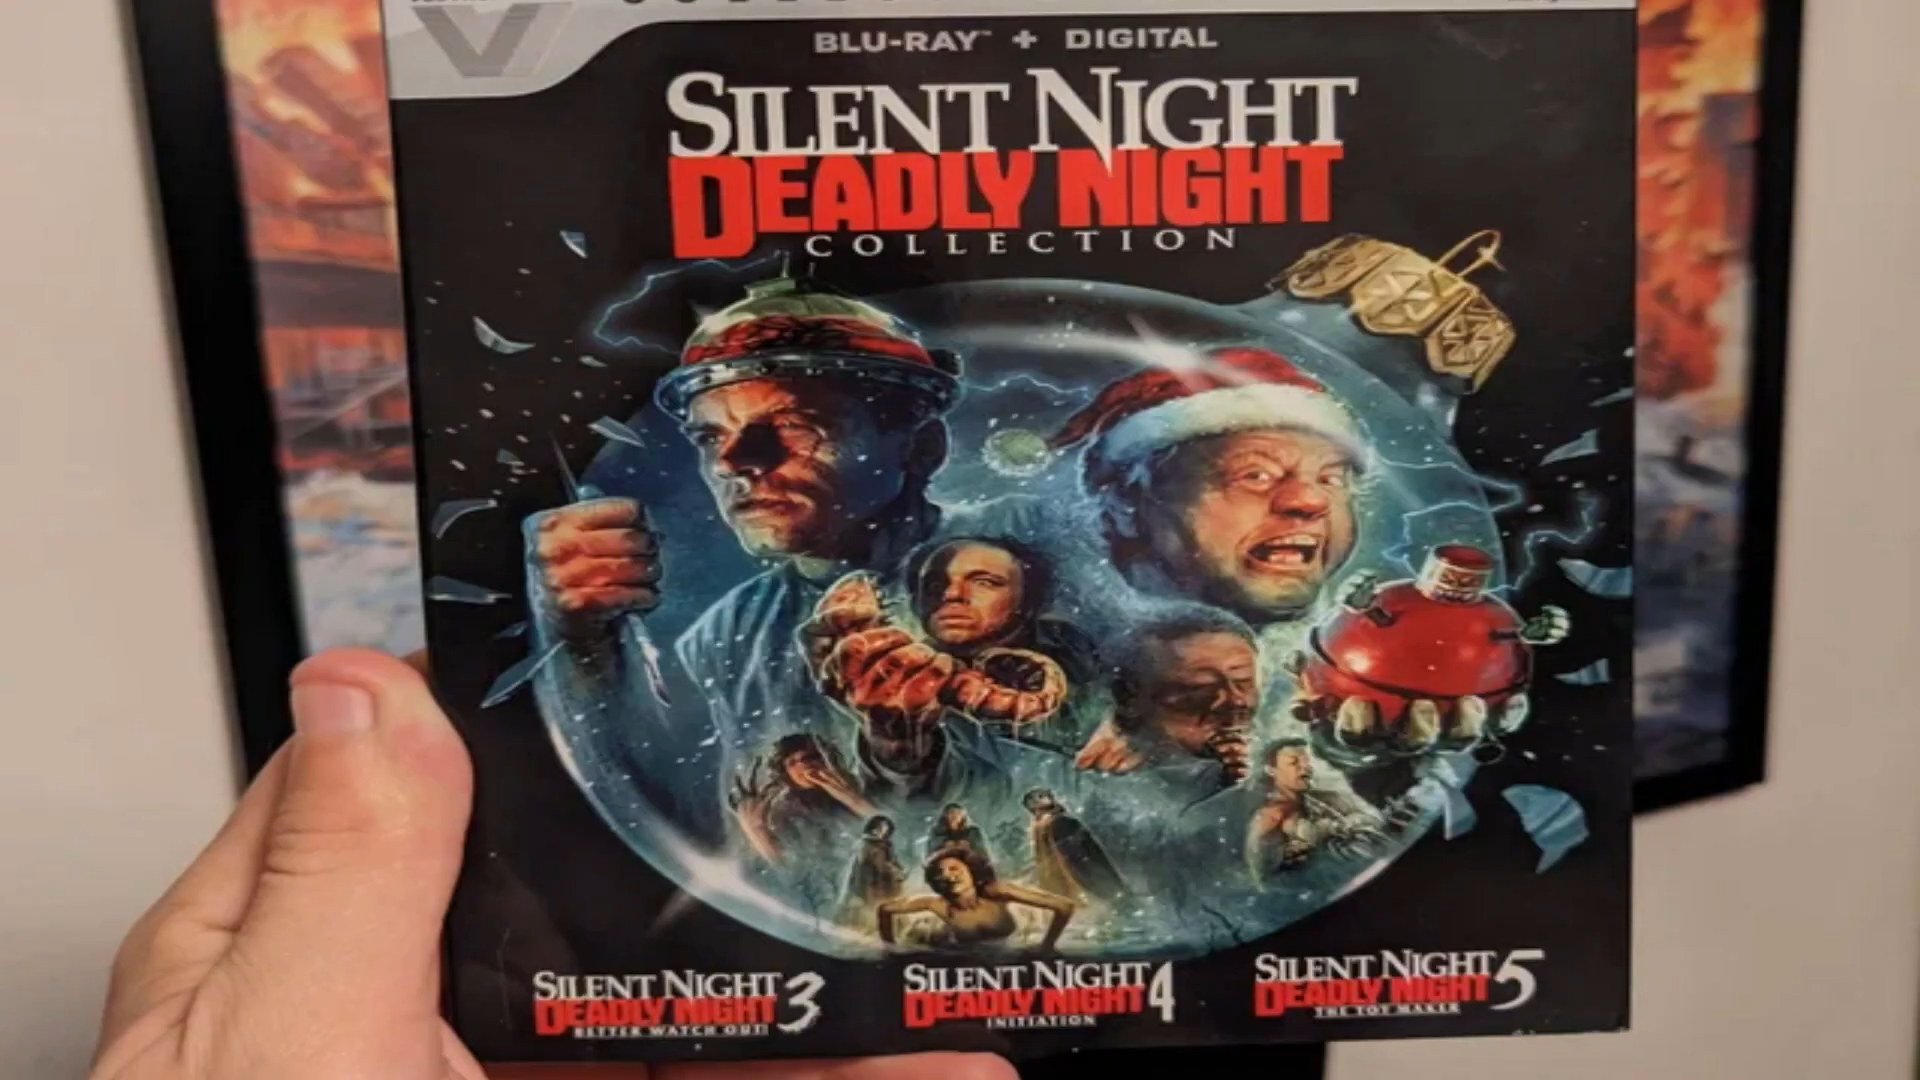 BLU-RAY™ + DIGITAL
SILENT NIGHT
DEADLY NIGHT
COLLECTION
SILENT NIGHT
DEADLY NIGHT 3
BETTER WATCH OUT!
SILENT NIGHT
DEADLY NIGHT 4
INITIATION
SILENT NIGHT
DEADLY NIGHT 5
THE TOY MAKER